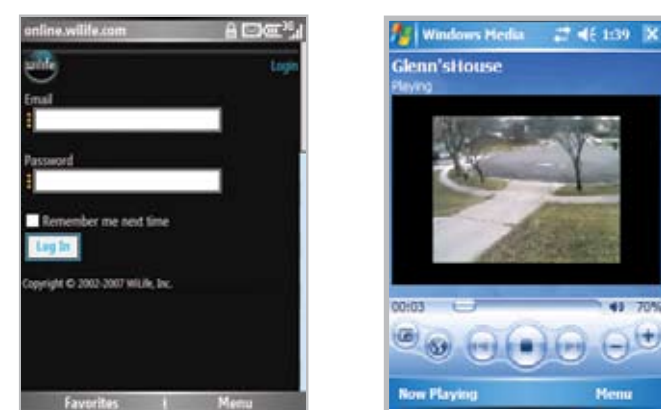 online.wilife.com
3G
wilife
Login
Email
Password
Remember me next time
Log In
Copyright © 2002-2007 WiLife, Inc.
Favorites
Menu
Windows Media
1:39
Glenn'sHouse
Playing
00:03
70%
Now Playing
Menu